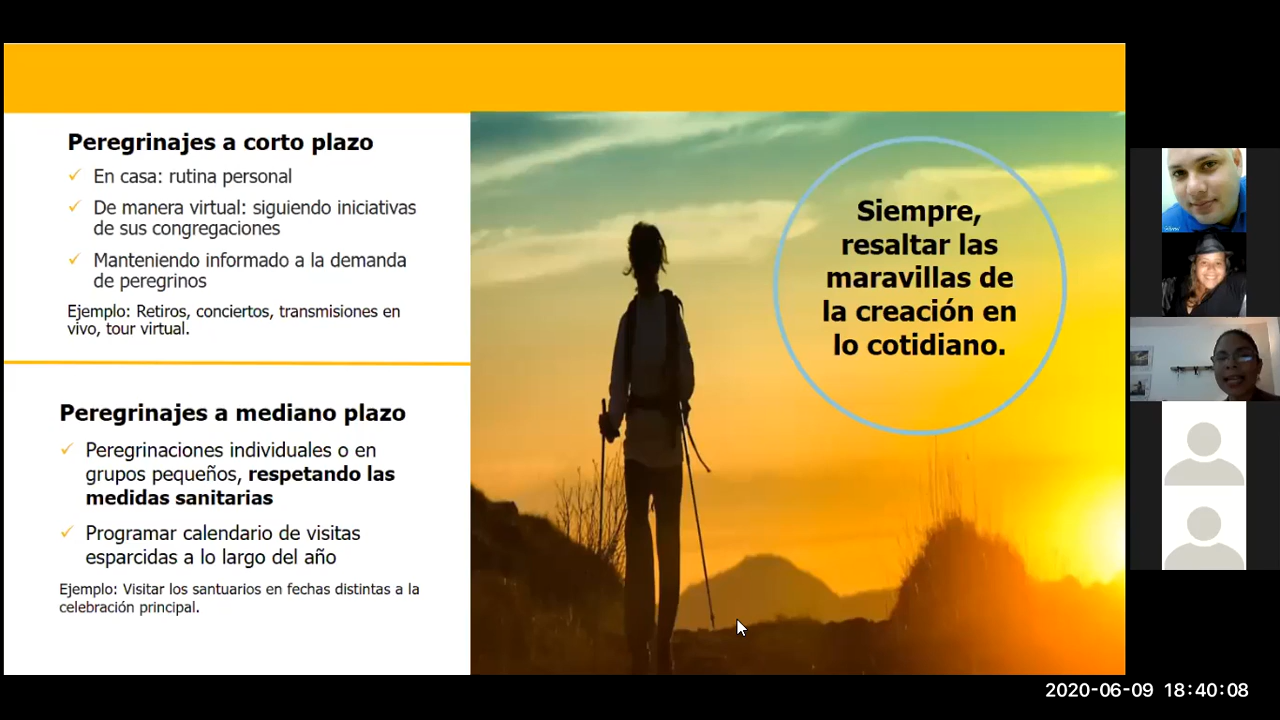 Peregrinajes a corto plazo
✓ En casa: rutina personal
✓ De manera virtual: siguiendo iniciativas
de sus congregaciones
✓ Manteniendo informado a la demanda
de peregrinos
Ejemplo: Retiros, conciertos, transmisiones en
vivo, tour virtual.
Peregrinajes a mediano plazo
✓ Peregrinaciones individuales o en
grupos pequeños, respetando las
medidas sanitarias
✓ Programar calendario de visitas
esparcidas a lo largo del año
Ejemplo: Visitar los santuarios en fechas distintas a la
celebración principal.
Siempre,
resaltar las
maravillas de
la creación en
lo cotidiano.
2020-06-09 18:40:08